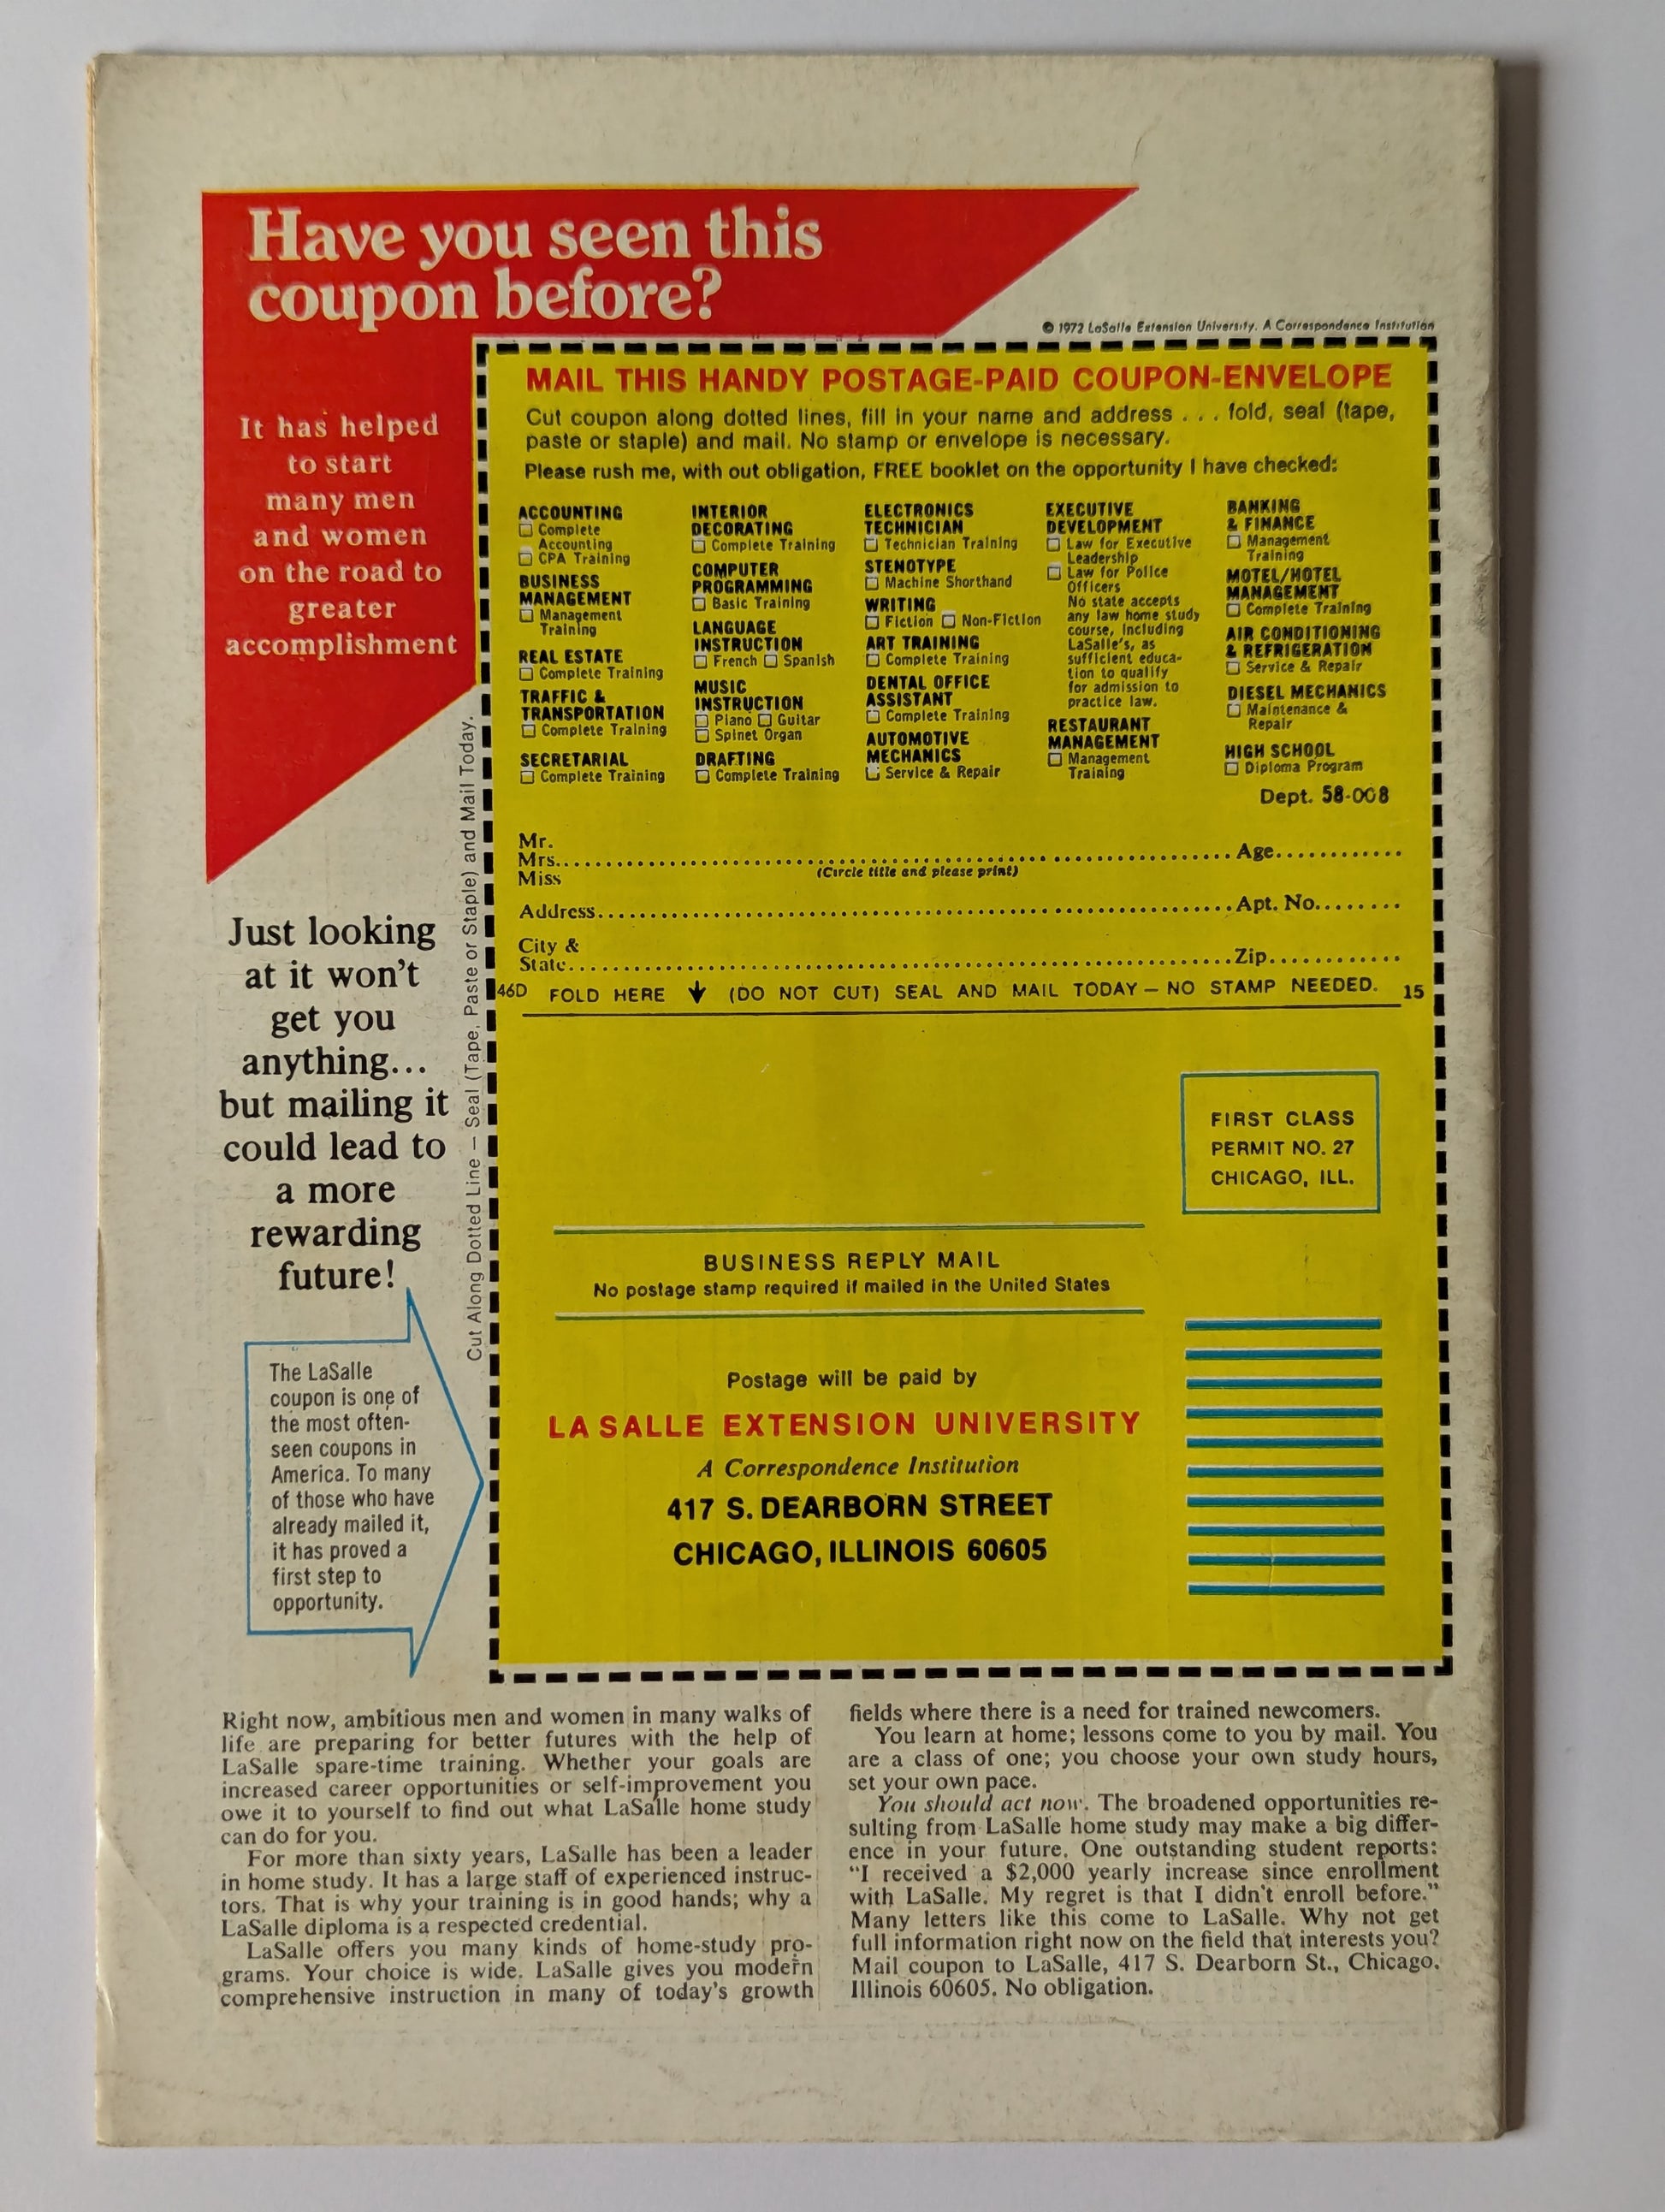 Have you seen this
coupon before?
© 1972 LaSalle Extension University. A Correspondence Institution
It has helped
to start
many men
and women
on the road to
greater
accomplishment
Just looking
at it won't
get you
anything...
but mailing it
could lead to
a more
rewarding
future!
The LaSalle
coupon is one of
the most often-
seen coupons in
America. To many
of those who have
already mailed it,
it has proved a
first step to
opportunity.
Cut Along Dotted Line – Seal (Tape, Paste or Staple) and Mail Today.
MAIL THIS HANDY POSTAGE-PAID COUPON-ENVELOPE
Cut coupon along dotted lines, fill in your name and address . . . fold, seal (tape,
paste or staple) and mail. No stamp or envelope is necessary.
Please rush me, with out obligation, FREE booklet on the opportunity I have checked:
ACCOUNTING
☐ Complete
Accounting
☐ CPA Training
BUSINESS
MANAGEMENT
☐ Management
Training
REAL ESTATE
☐ Complete Training
TRAFFIC &
TRANSPORTATION
☐ Complete Training
SECRETARIAL
☐ Complete Training
INTERIOR
DECORATING
☐ Complete Training
COMPUTER
PROGRAMMING
☐ Basic Training
LANGUAGE
INSTRUCTION
☐ French ☐ Spanish
MUSIC
INSTRUCTION
☐ Piano ☐ Guitar
☐ Spinet Organ
DRAFTING
☐ Complete Training
ELECTRONICS
TECHNICIAN
☐ Technician Training
STENOTYPE
☐ Machine Shorthand
WRITING
☐ Fiction ☐ Non-Fiction
ART TRAINING
☐ Complete Training
DENTAL OFFICE
ASSISTANT
☐ Complete Training
AUTOMOTIVE
MECHANICS
☐ Service & Repair
EXECUTIVE
DEVELOPMENT
☐ Law for Executive
Leadership
☐ Law for Police
Officers
No state accepts
any law home study
course, including
LaSalle's, as
sufficient educa-
tion to qualify
for admission to
practice law.
RESTAURANT
MANAGEMENT
☐ Management
Training
BANKING
& FINANCE
☐ Management
Training
MOTEL/HOTEL
MANAGEMENT
☐ Complete Training
AIR CONDITIONING
& REFRIGERATION
☐ Service & Repair
DIESEL MECHANICS
☐ Maintenance &
Repair
HIGH SCHOOL
☐ Diploma Program
Dept. 58-008
Mr.
Mrs. Age
Miss (Circle title and please print)
Address Apt. No.
City &
State Zip
46D FOLD HERE ↓ (DO NOT CUT) SEAL AND MAIL TODAY – NO STAMP NEEDED. 15
FIRST CLASS
PERMIT NO. 27
CHICAGO, ILL.
BUSINESS REPLY MAIL
No postage stamp required if mailed in the United States
Postage will be paid by
LA SALLE EXTENSION UNIVERSITY
A Correspondence Institution
417 S. DEARBORN STREET
CHICAGO, ILLINOIS 60605
Right now, ambitious men and women in many walks of
life are preparing for better futures with the help of
LaSalle spare-time training. Whether your goals are
increased career opportunities or self-improvement you
owe it to yourself to find out what LaSalle home study
can do for you.
For more than sixty years, LaSalle has been a leader
in home study. It has a large staff of experienced instruc-
tors. That is why your training is in good hands; why a
LaSalle diploma is a respected credential.
LaSalle offers you many kinds of home-study pro-
grams. Your choice is wide. LaSalle gives you modern
comprehensive instruction in many of today's growth
fields where there is a need for trained newcomers.
You learn at home; lessons come to you by mail. You
are a class of one; you choose your own study hours,
set your own pace.
You should act now. The broadened opportunities re-
sulting from LaSalle home study may make a big differ-
ence in your future. One outstanding student reports:
"I received a $2,000 yearly increase since enrollment
with LaSalle. My regret is that I didn't enroll before."
Many letters like this come to LaSalle. Why not get
full information right now on the field that interests you?
Mail coupon to LaSalle, 417 S. Dearborn St., Chicago,
Illinois 60605. No obligation.